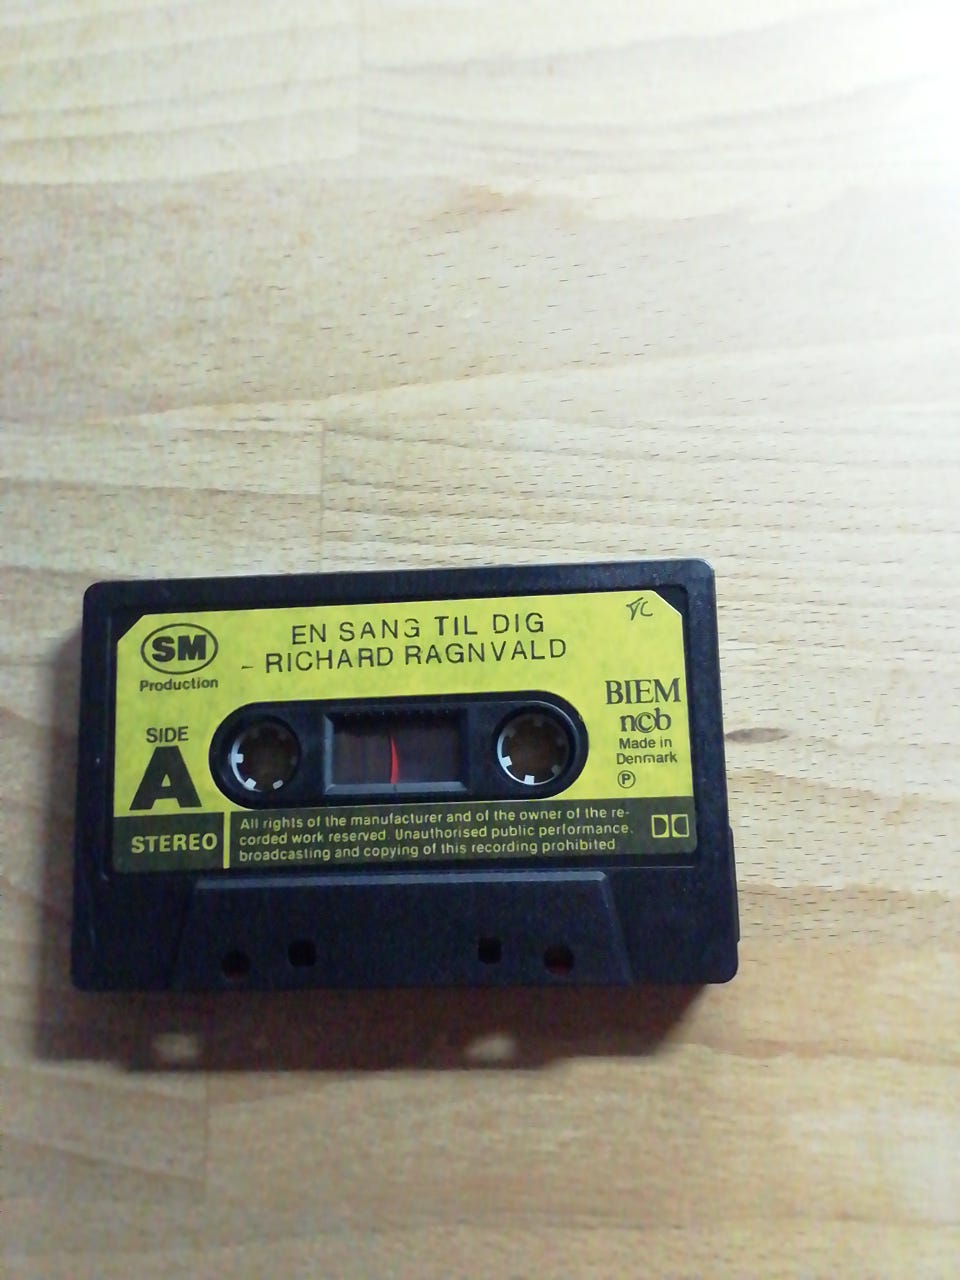 SM
Production
EN SANG TIL DIG
- RICHARD RAGNVALD
SIDE
A
BIEM
ncb
Made in
Denmark
Ⓟ
STEREO
All rights of the manufacturer and of the owner of the re-
corded work reserved. Unauthorised public performance,
broadcasting and copying of this recording prohibited.